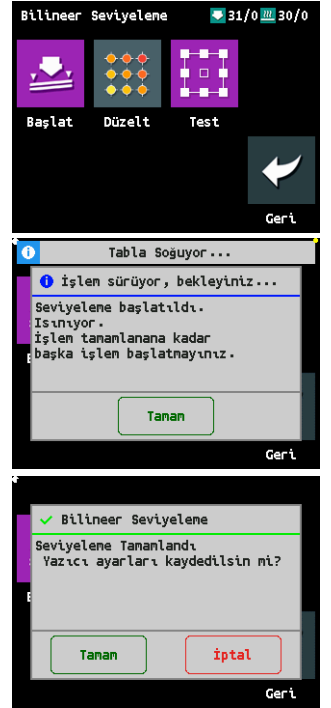 Bilineer Seviyeleme 31/0 30/0
Başlat Düzelt Test
Geri
Tabla Soğuyor...
İşlem sürüyor, bekleyiniz...
Seviyeleme başlatıldı.
Isınıyor.
İşlem tamamlanana kadar
başka işlem başlatmayınız.
Tamam
Geri
Bilineer Seviyeleme
Seviyeleme Tamamlandı
Yazıcı ayarları kaydedilsin mi?
Tamam İptal
Geri